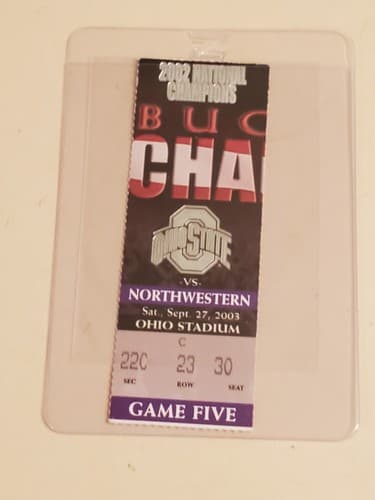 2002 NATIONAL
CHAMPIONS
BUC
CHA
OHIO STATE
-VS-
NORTHWESTERN
Sat., Sept. 27, 2003
OHIO STADIUM
C
22C 23 30
SEC ROW SEAT
GAME FIVE